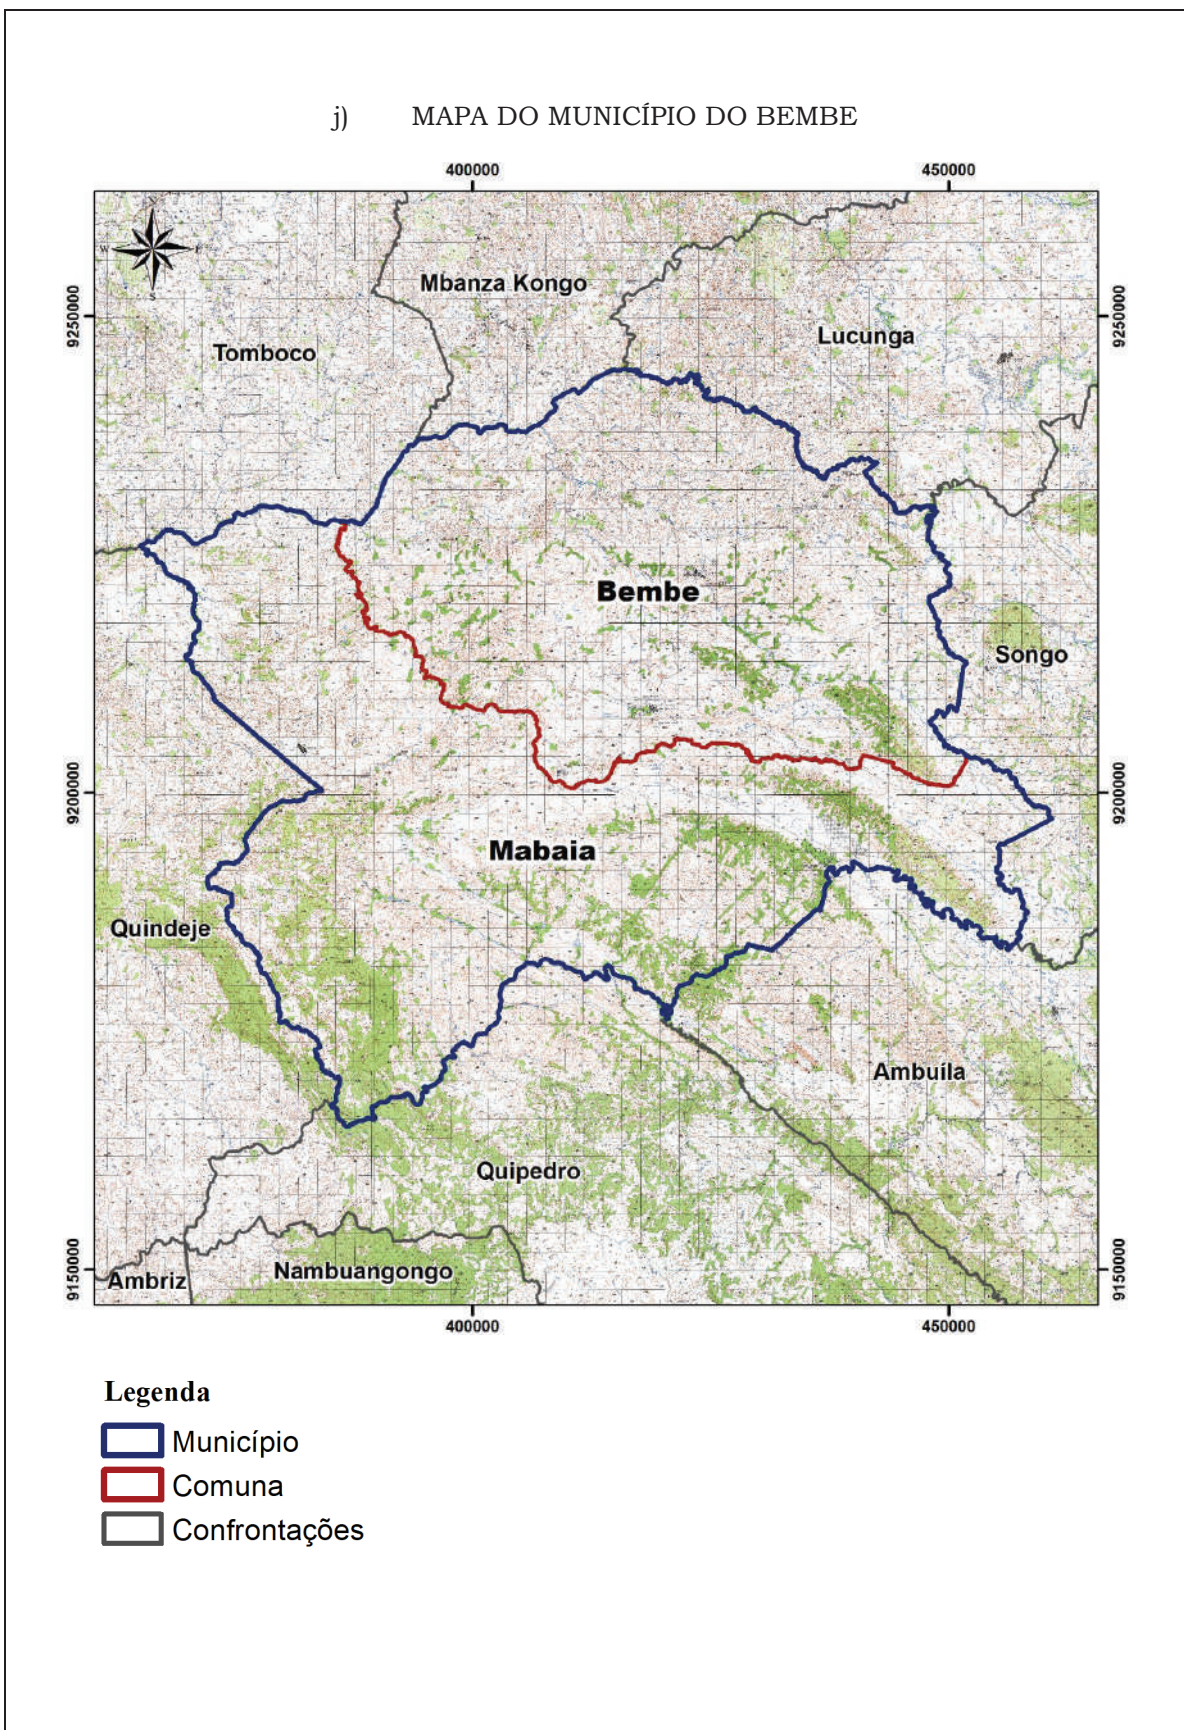 j) MAPA DO MUNICÍPIO DO BEMBE
400000 450000
N
W E
S
Mbanza Kongo
9250000 9250000
Lucunga
Tomboco
Bembe
Songo
9200000 9200000
Mabaia
Quindeje
Ambuíla
Quipedro
9150000 9150000
Ambriz Nambuangongo
400000 450000
Legenda
Município
Comuna
Confrontações